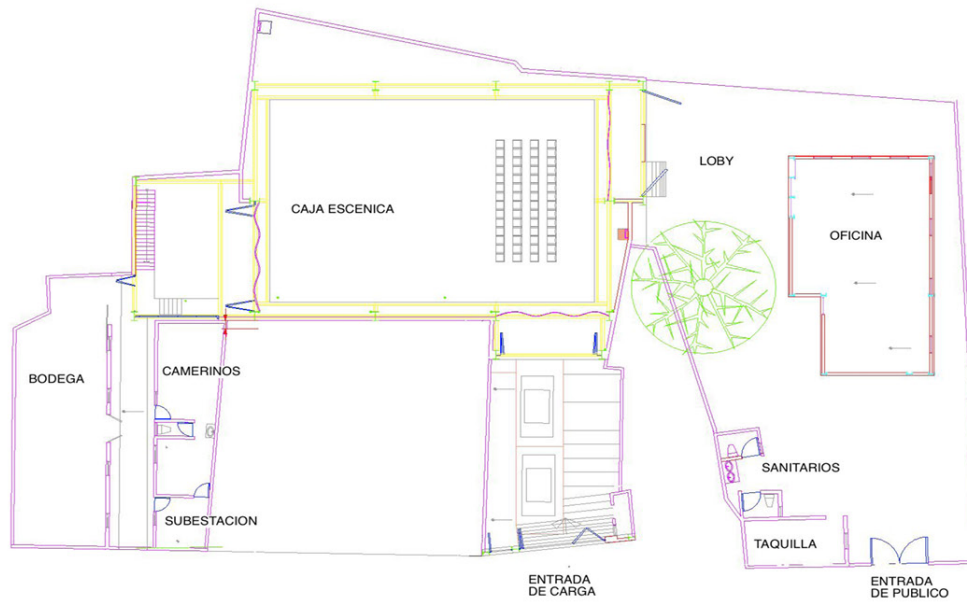 LOBY
CAJA ESCENICA
OFICINA
BODEGA
CAMERINOS
SANITARIOS
SUBESTACION
TAQUILLA
ENTRADA
DE CARGA
ENTRADA
DE PUBLICO